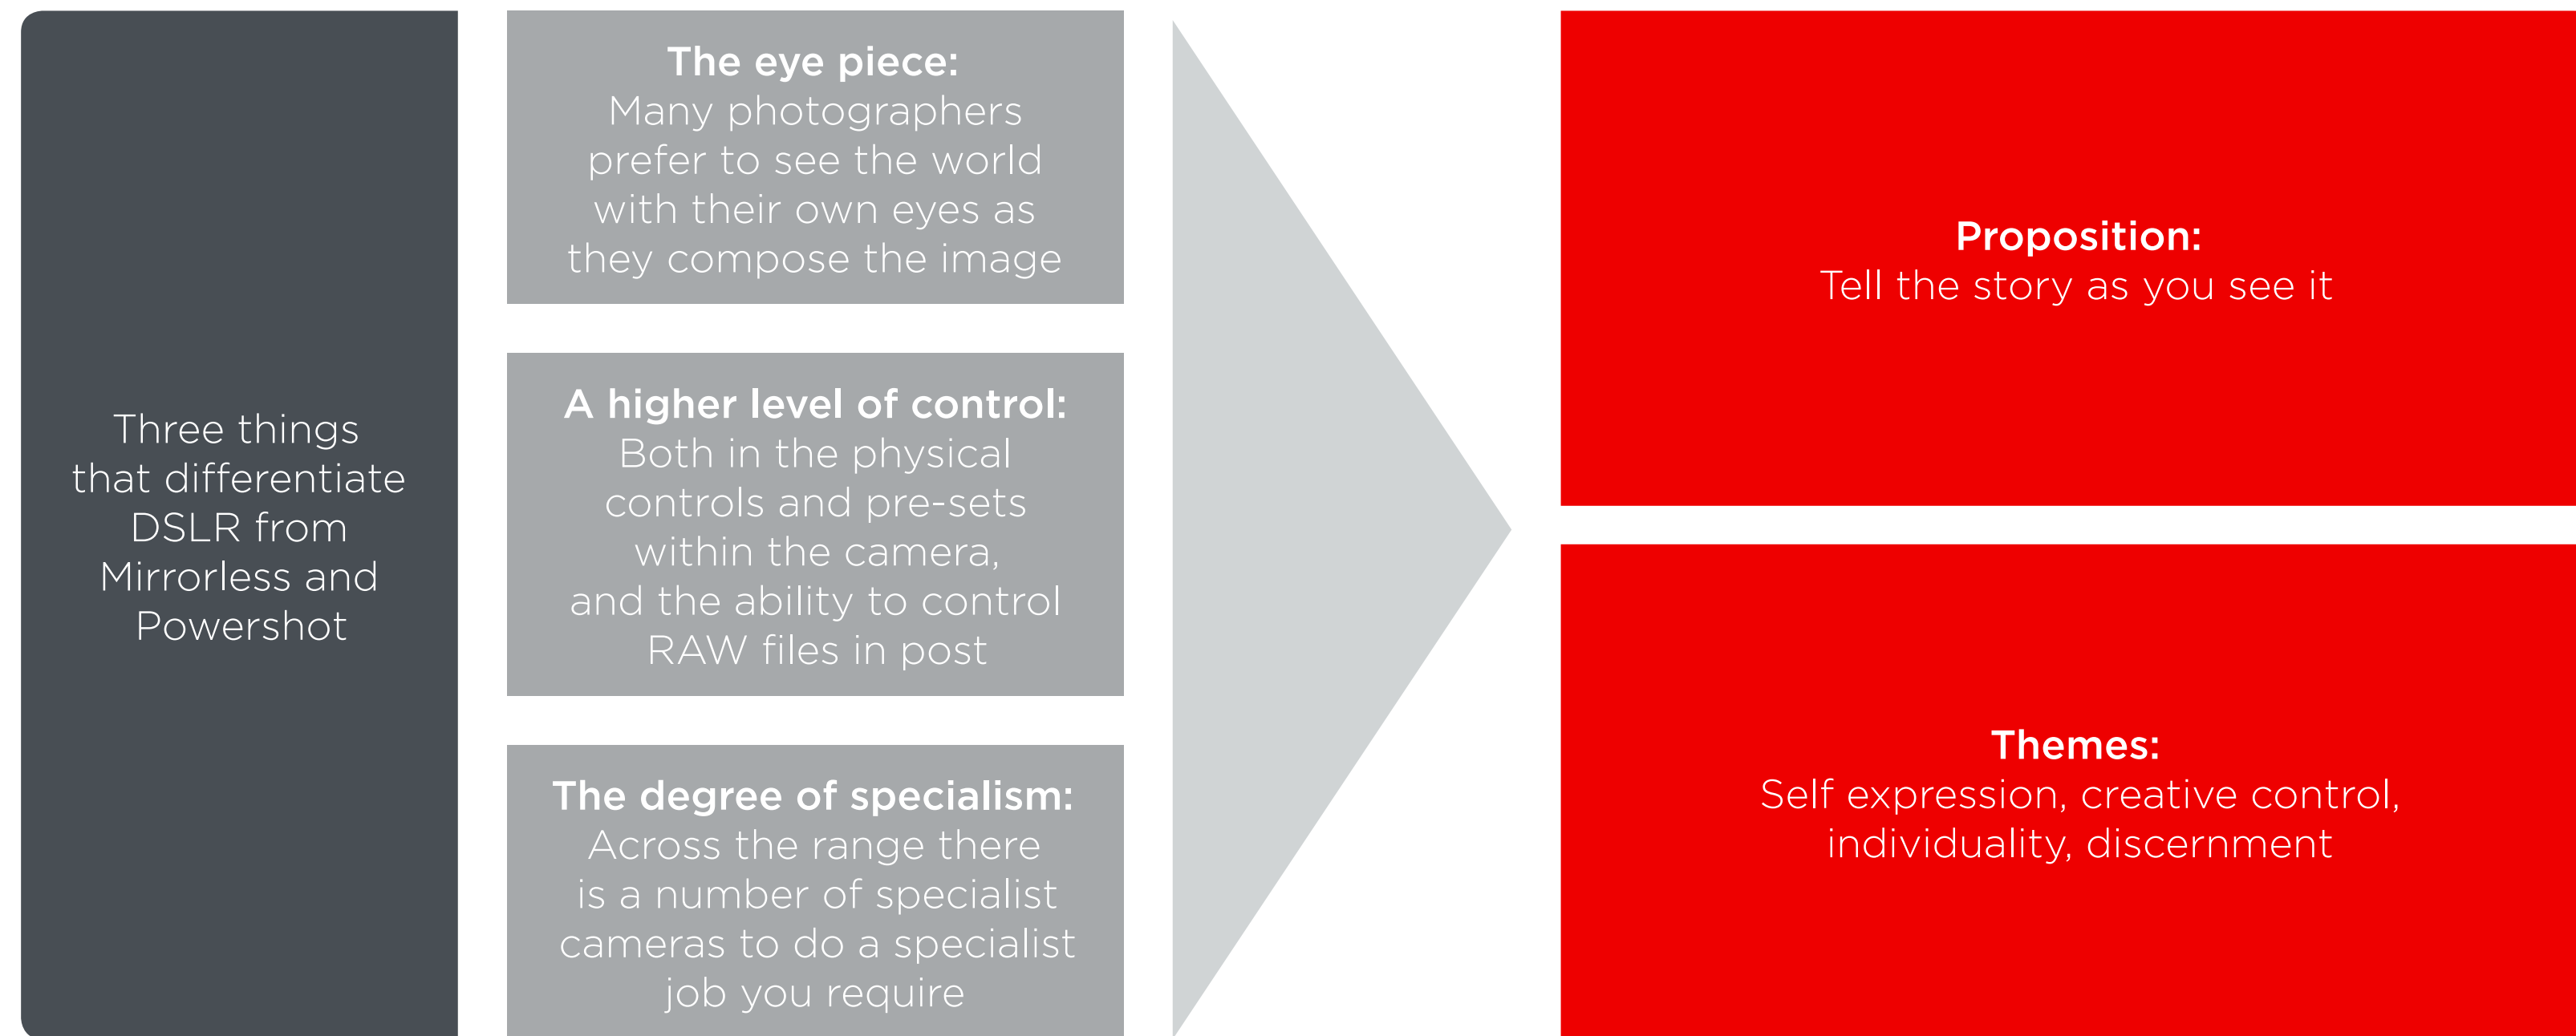 Three things
that differentiate
DSLR from
Mirrorless and
Powershot
The eye piece:
Many photographers
prefer to see the world
with their own eyes as
they compose the image
A higher level of control:
Both in the physical
controls and pre-sets
within the camera,
and the ability to control
RAW files in post
The degree of specialism:
Across the range there
is a number of specialist
cameras to do a specialist
job you require
Proposition:
Tell the story as you see it
Themes:
Self expression, creative control,
individuality, discernment